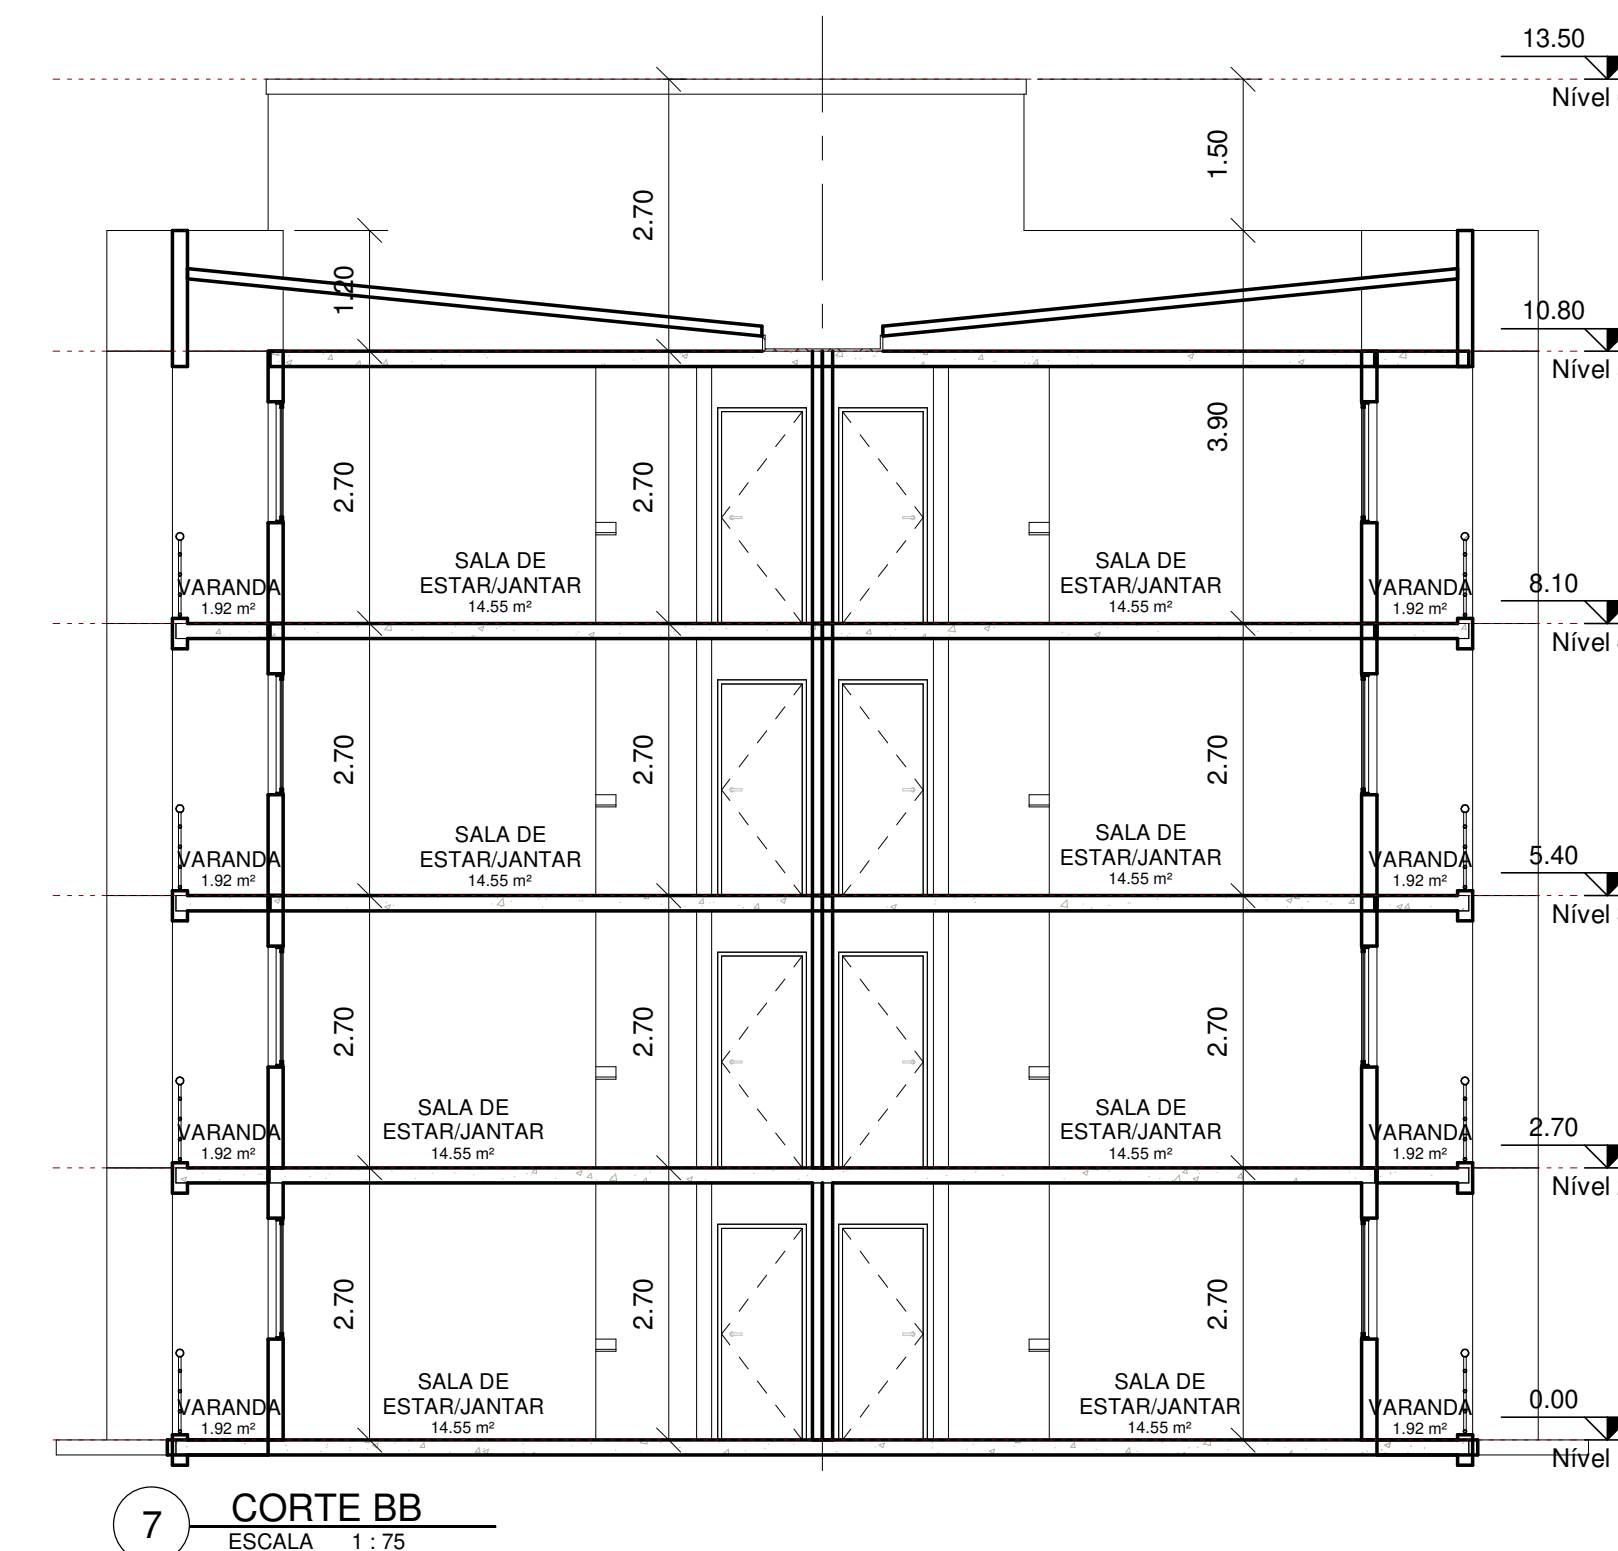 13.50
Nível
1.50
2.70
1.20
10.80
Nível
3.90
2.70
2.70
SALA DE
ESTAR/JANTAR
14.55 m²
SALA DE
ESTAR/JANTAR
14.55 m²
VARANDA
1.92 m²
VARANDA
1.92 m²
8.10
Nível
2.70
2.70
2.70
SALA DE
ESTAR/JANTAR
14.55 m²
SALA DE
ESTAR/JANTAR
14.55 m²
VARANDA
1.92 m²
VARANDA
1.92 m²
5.40
Nível
2.70
2.70
2.70
SALA DE
ESTAR/JANTAR
14.55 m²
SALA DE
ESTAR/JANTAR
14.55 m²
VARANDA
1.92 m²
VARANDA
1.92 m²
2.70
Nível
2.70
2.70
2.70
SALA DE
ESTAR/JANTAR
14.55 m²
SALA DE
ESTAR/JANTAR
14.55 m²
VARANDA
1.92 m²
VARANDA
1.92 m²
0.00
Nível
7
CORTE BB
ESCALA 1 : 75